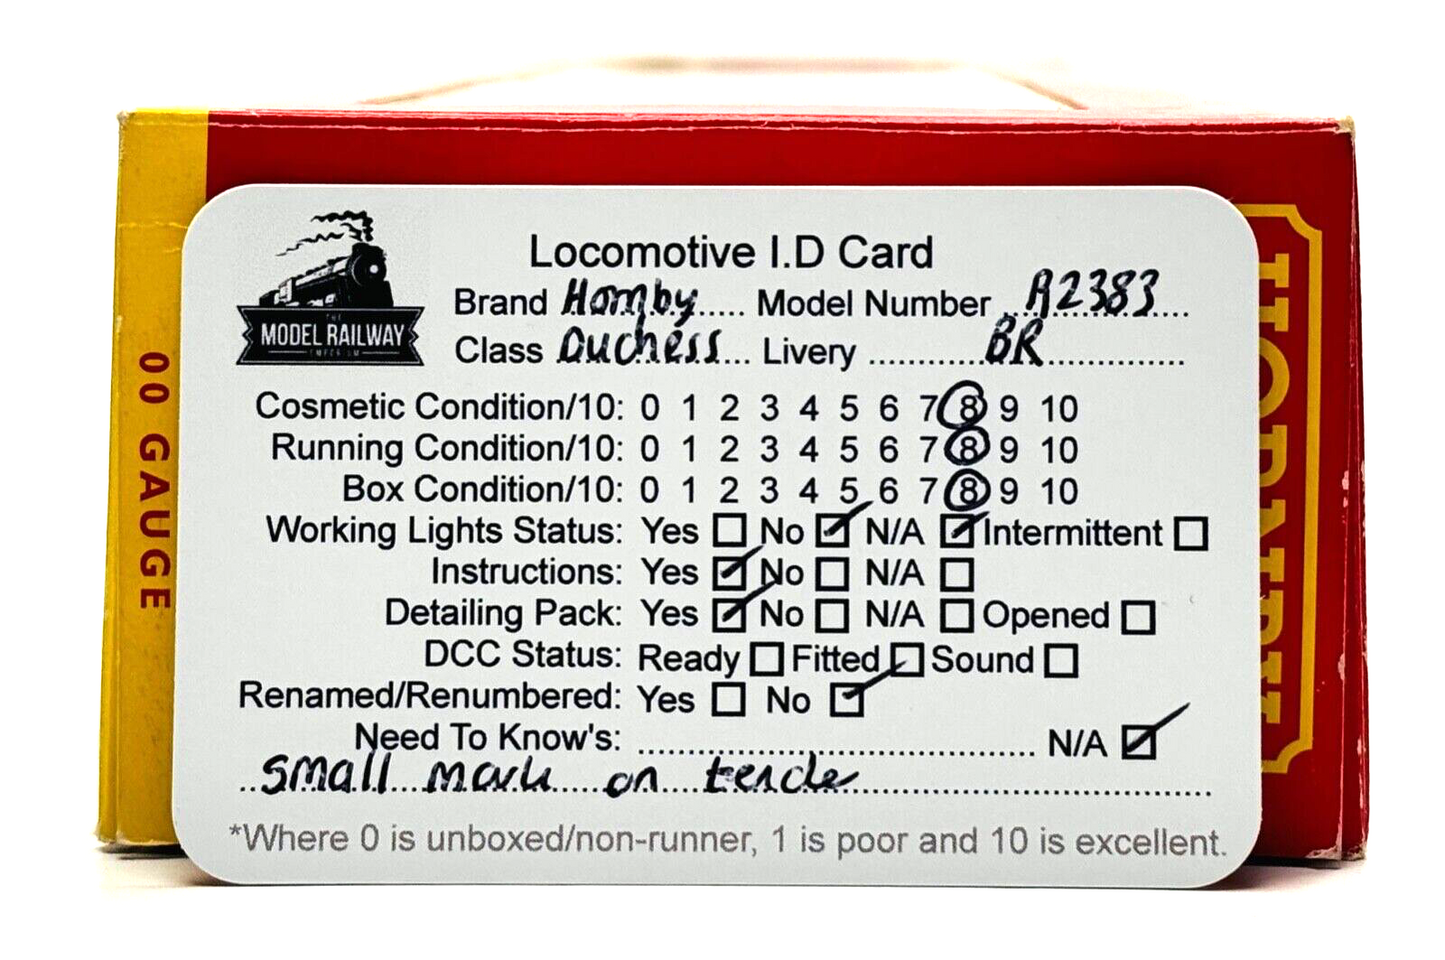 00 GAUGE
HORNBY
THE
MODEL RAILWAY
EMPORIUM
Locomotive I.D Card
Brand Hornby..... Model Number ..R2383...
Class Duchess... Livery ............BR..............
Cosmetic Condition/10: 0 1 2 3 4 5 6 7 8 9 10
Running Condition/10: 0 1 2 3 4 5 6 7 8 9 10
Box Condition/10: 0 1 2 3 4 5 6 7 8 9 10
Working Lights Status: Yes ☐ No ☑ N/A ☑ Intermittent ☐
Instructions: Yes ☑ No ☐ N/A ☐
Detailing Pack: Yes ☑ No ☐ N/A ☐ Opened ☐
DCC Status: Ready ☐ Fitted ☐ Sound ☐
Renamed/Renumbered: Yes ☐ No ☑
Need To Know's: .................................... N/A ☑
..small....mark.....on....tender...............................
*Where 0 is unboxed/non-runner, 1 is poor and 10 is excellent.